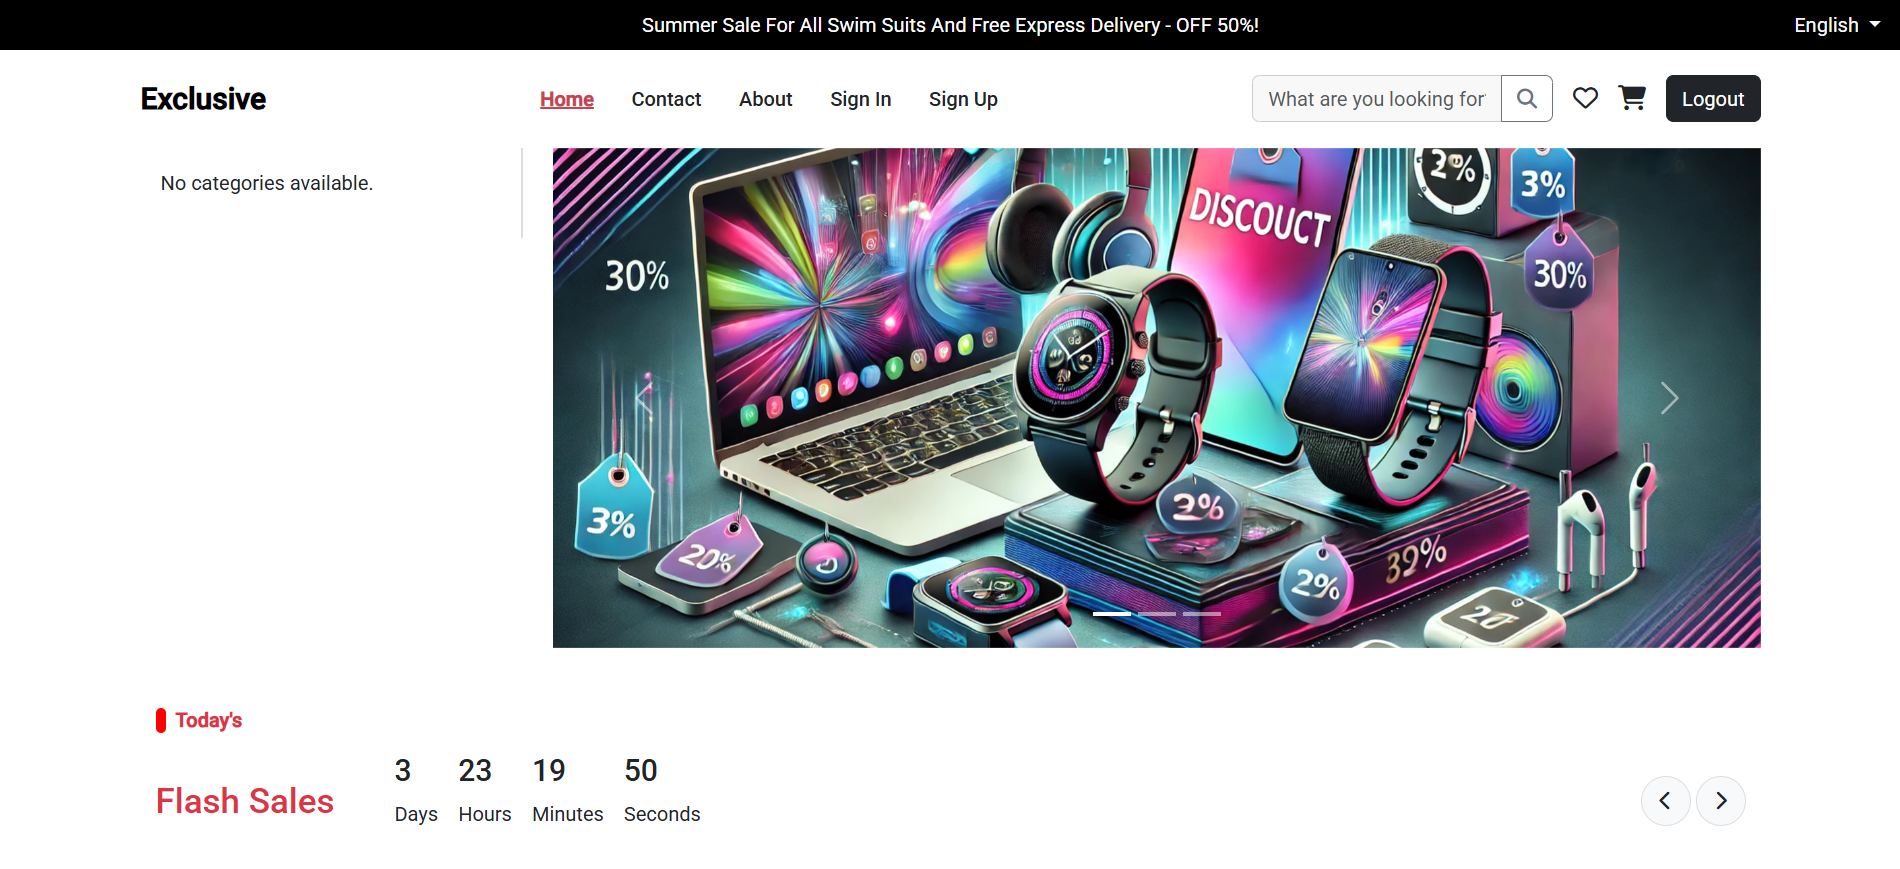 Summer Sale For All Swim Suits And Free Express Delivery - OFF 50%!
English
Exclusive
Home
Contact
About
Sign In
Sign Up
What are you looking for
Logout
No categories available.
30%
DISCOUCT
2%
3%
30%
3%
20%
2%
2%
39%
Today's
Flash Sales
3
23
19
50
Days
Hours
Minutes
Seconds